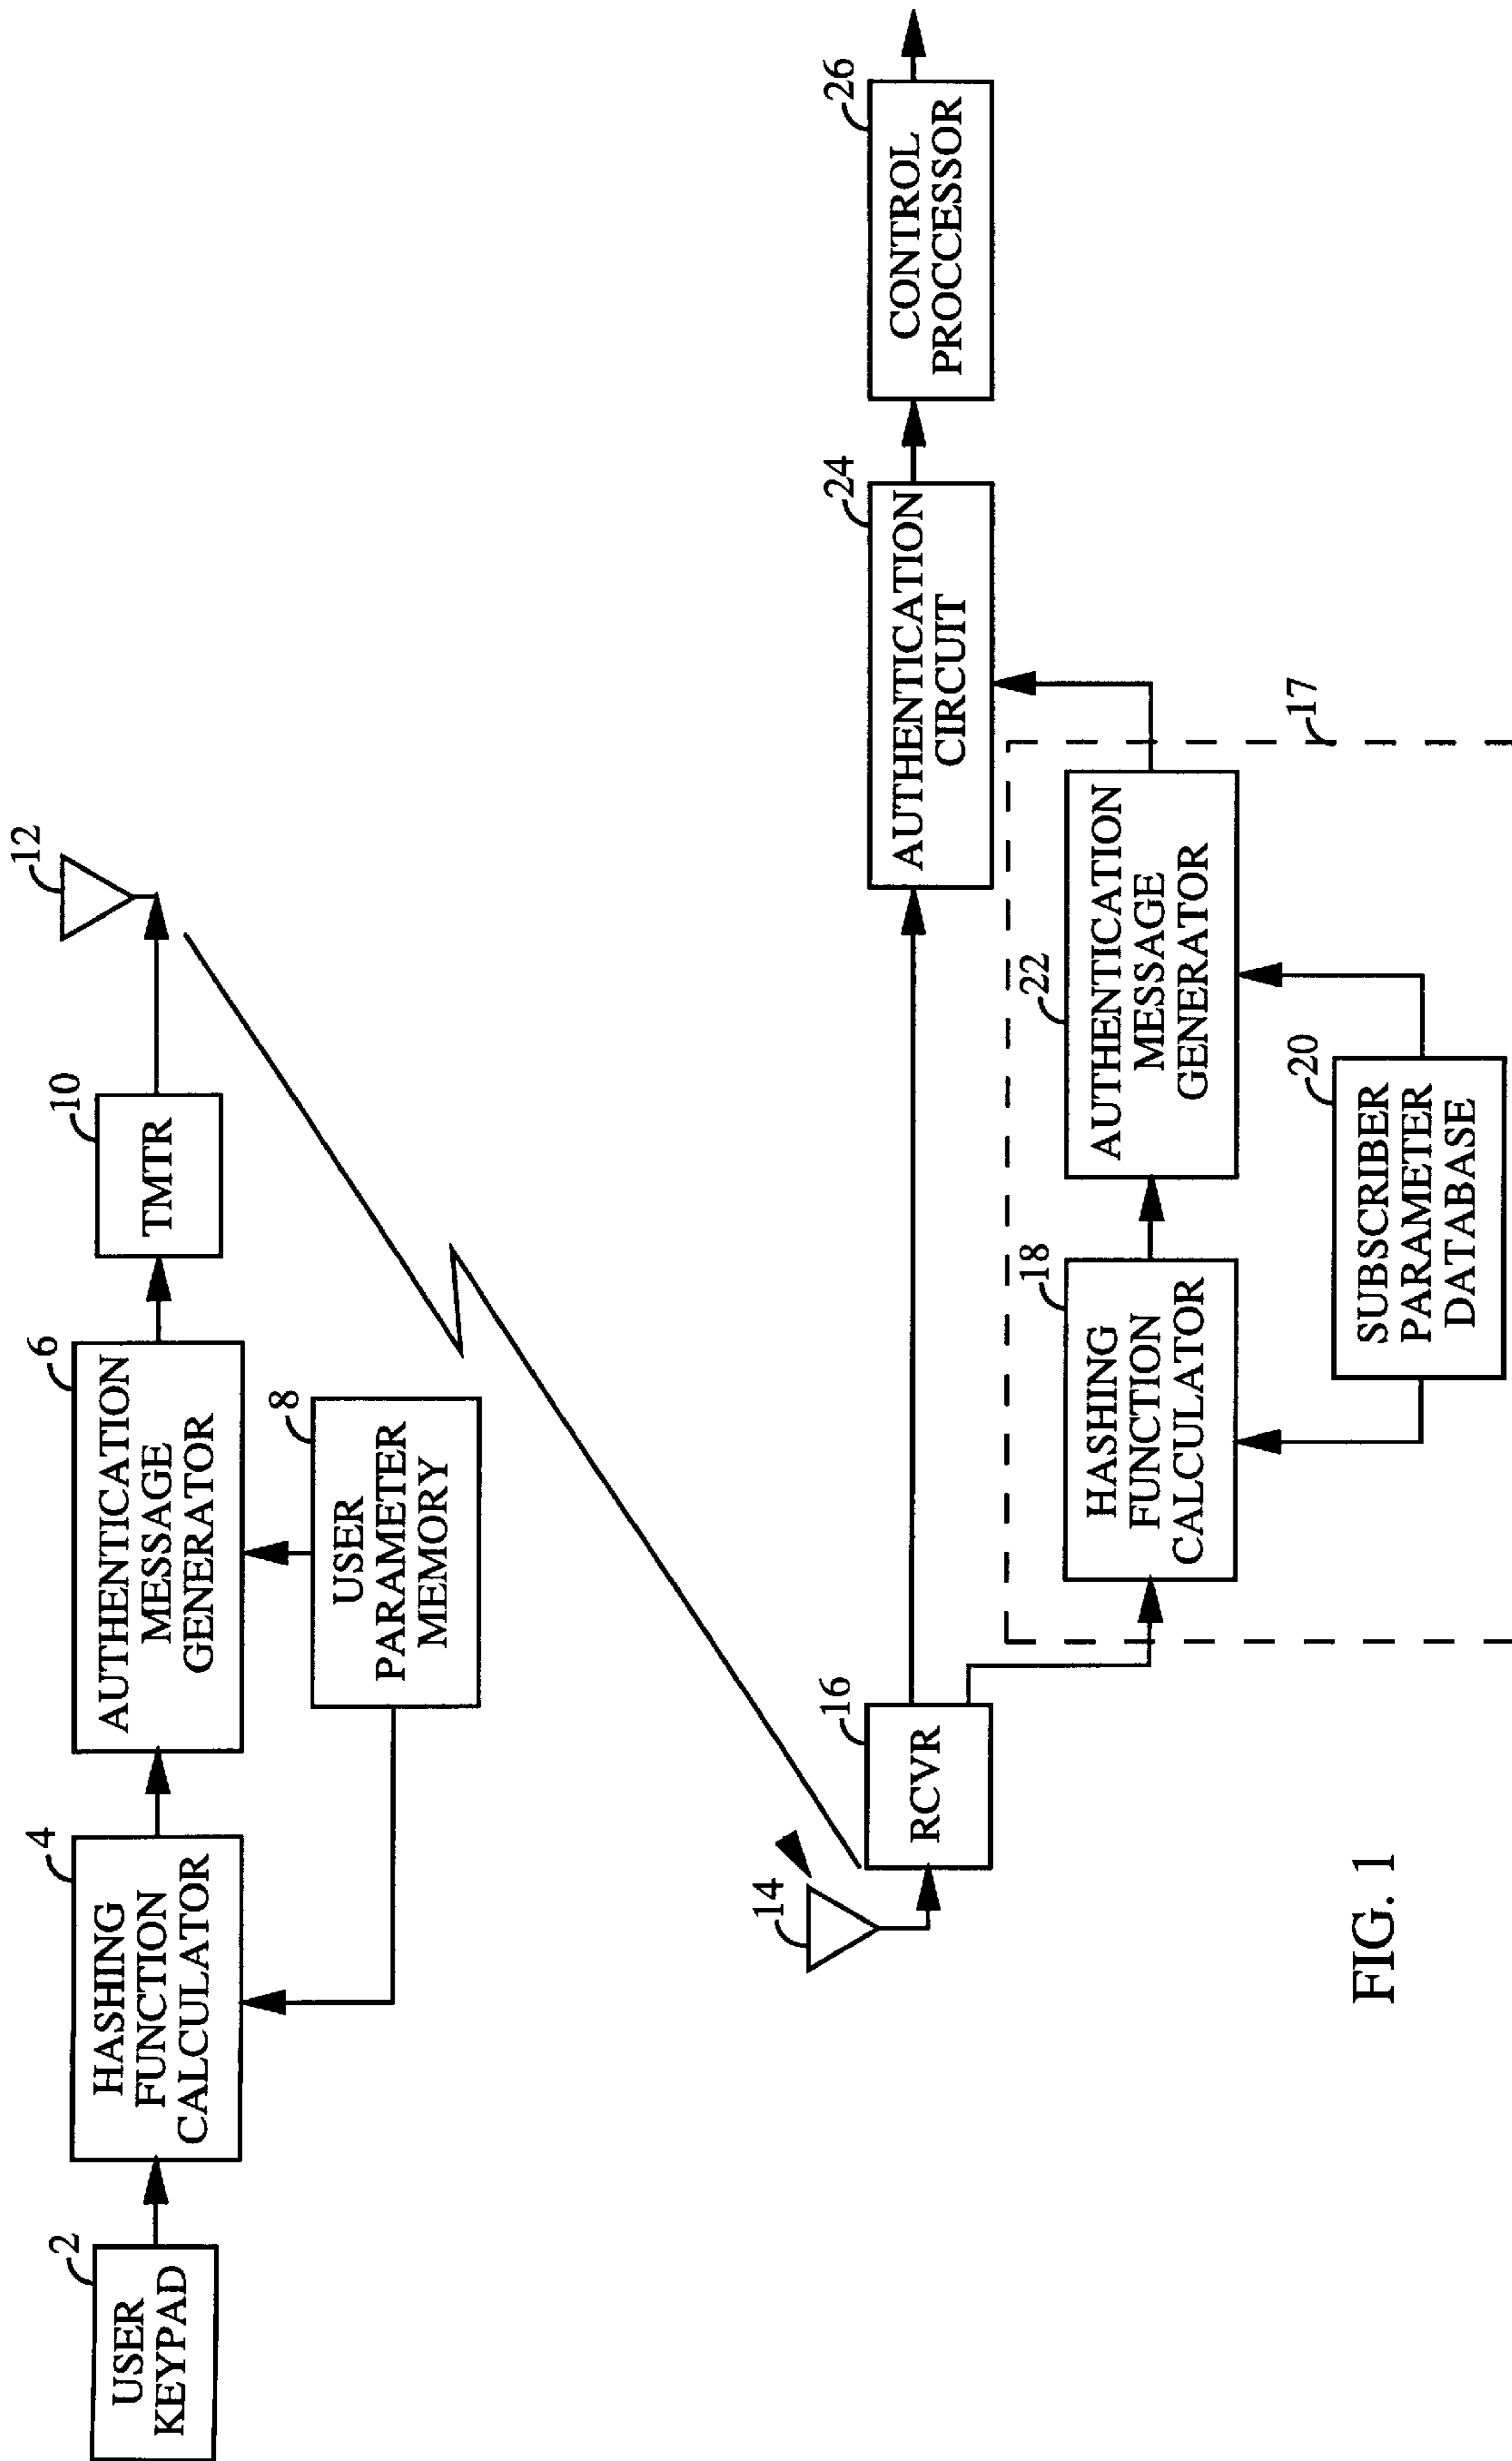 2
USER
KEYPAD
4
HASHING
FUNCTION
CALCULATOR
6
AUTHENTICATION
MESSAGE
GENERATOR
8
USER
PARAMETER
MEMORY
10
TMTR
12
14
16
RCVR
17
18
HASHING
FUNCTION
CALCULATOR
20
SUBSCRIBER
PARAMETER
DATABASE
22
AUTHENTICATION
MESSAGE
GENERATOR
24
AUTHENTICATION
CIRCUIT
26
CONTROL
PROCCESSOR
FIG. 1